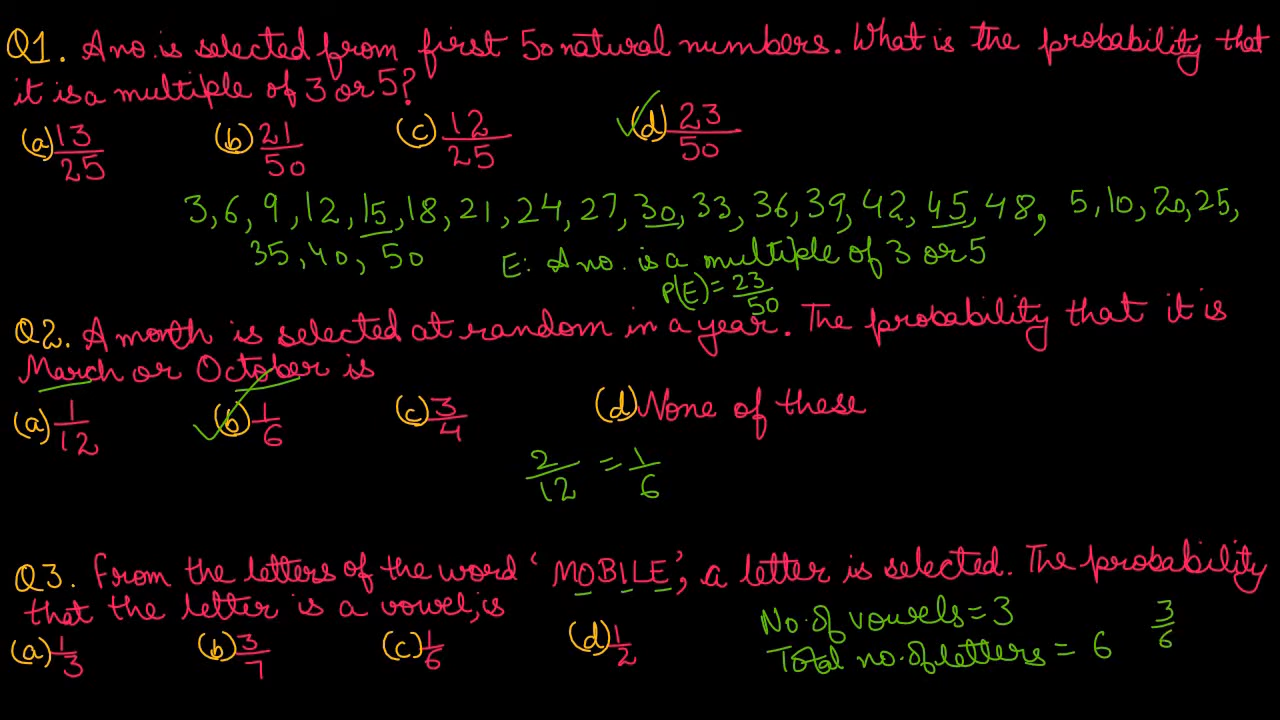 Q1. A no. is selected from first 50 natural numbers. What is the probability that
it is a multiple of 3 or 5?
(a) 13/25 (b) 21/50 (c) 12/25 (d) 23/50
3, 6, 9, 12, 15, 18, 21, 24, 27, 30, 33, 36, 39, 42, 45, 48, 5, 10, 20, 25,
35, 40, 50 E: A no. is a multiple of 3 or 5
P(E) = 23/50
Q2. A month is selected at random in a year. The probability that it is
March or October is
(a) 1/12 (b) 1/6 (c) 3/4 (d) None of these
2/12 = 1/6
Q3. From the letters of the word 'MOBILE', a letter is selected. The probability
that the letter is a vowel, is
No. of vowels = 3 3/6
(a) 1/3 (b) 3/7 (c) 1/6 (d) 1/2 Total no. of letters = 6